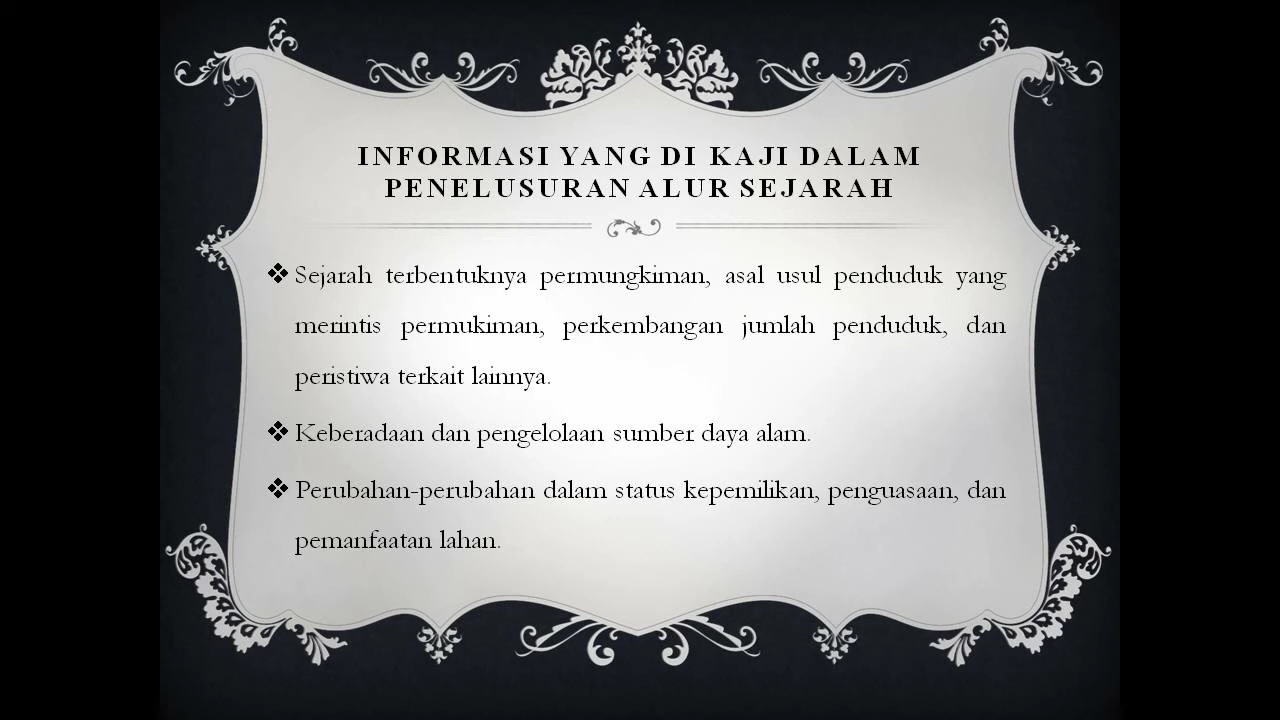 INFORMASI YANG DI KAJI DALAM
PENELUSURAN ALUR SEJARAH
❖ Sejarah terbentuknya permungkiman, asal usul penduduk yang
merintis permukiman, perkembangan jumlah penduduk, dan
peristiwa terkait lainnya.
❖ Keberadaan dan pengelolaan sumber daya alam.
❖ Perubahan-perubahan dalam status kepemilikan, penguasaan, dan
pemanfaatan lahan.